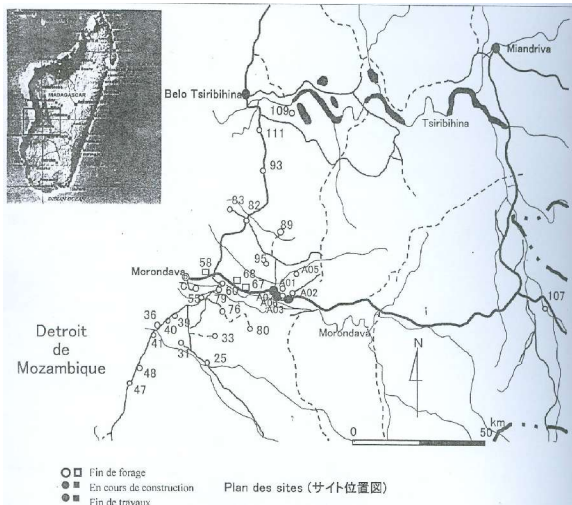 MADAGASCAR
INDIAN OCEAN
Miandriva
Belo Tsiribihina
109
Tsiribihina
111
93
83
82
89
95
A05
58
68
67
A01
A02
A03
Morondava
60
55
79
76
80
107
36
39
40
41
33
31
25
48
47
Morondava
Detroit
de
Mozambique
N
km
0
50
Fin de forage
En cours de construction
Fin de travaux
Plan des sites (サイト位置図)